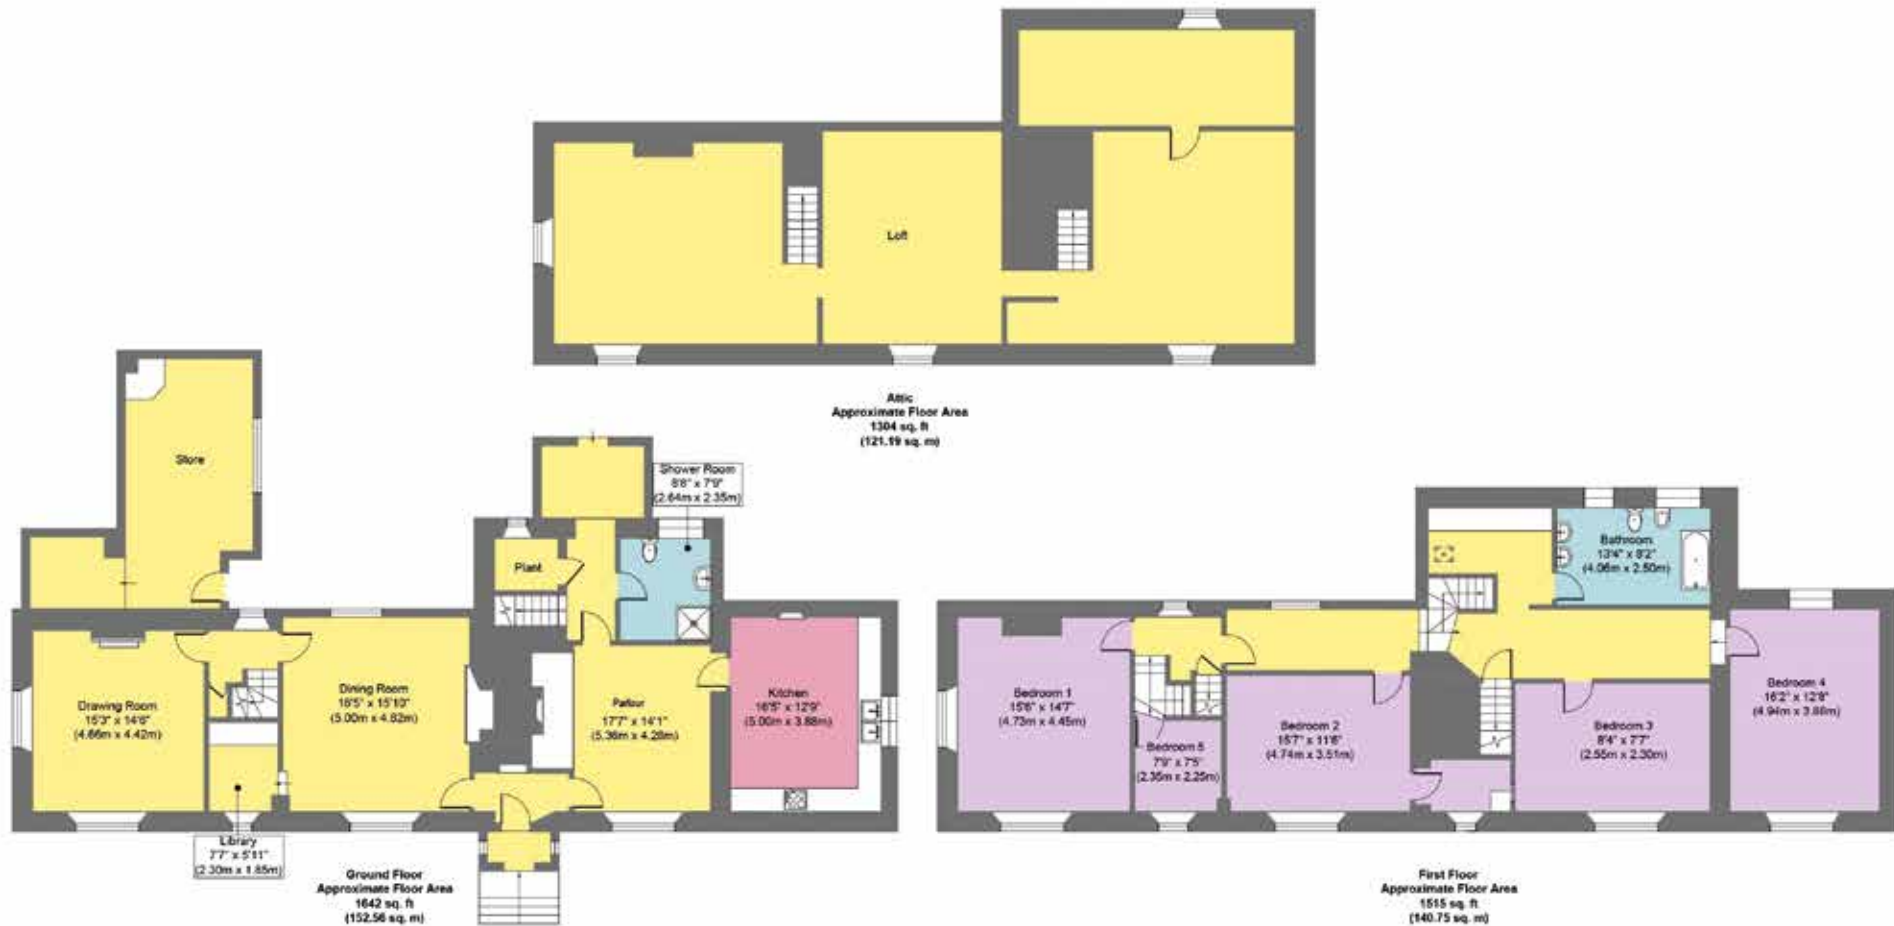 Loft
Attic
Approximate Floor Area
1304 sq. ft
(121.19 sq. m)
Store
Shower Room
8'8" x 7'9"
(2.64m x 2.35m)
Plant
Drawing Room
15'3" x 14'6"
(4.66m x 4.42m)
Dining Room
16'5" x 15'10"
(5.00m x 4.82m)
Parlour
17'7" x 14'1"
(5.36m x 4.28m)
Kitchen
16'5" x 12'9"
(5.00m x 3.88m)
Library
7'7" x 5'11"
(2.30m x 1.85m)
Ground Floor
Approximate Floor Area
1642 sq. ft
(152.56 sq. m)
Bathroom
13'4" x 8'2"
(4.06m x 2.50m)
Bedroom 1
15'6" x 14'7"
(4.73m x 4.45m)
Bedroom 5
7'9" x 7'5"
(2.35m x 2.25m)
Bedroom 2
15'7" x 11'6"
(4.74m x 3.51m)
Bedroom 3
8'4" x 7'7"
(2.55m x 2.30m)
Bedroom 4
16'2" x 12'8"
(4.94m x 3.86m)
First Floor
Approximate Floor Area
1515 sq. ft
(140.75 sq. m)